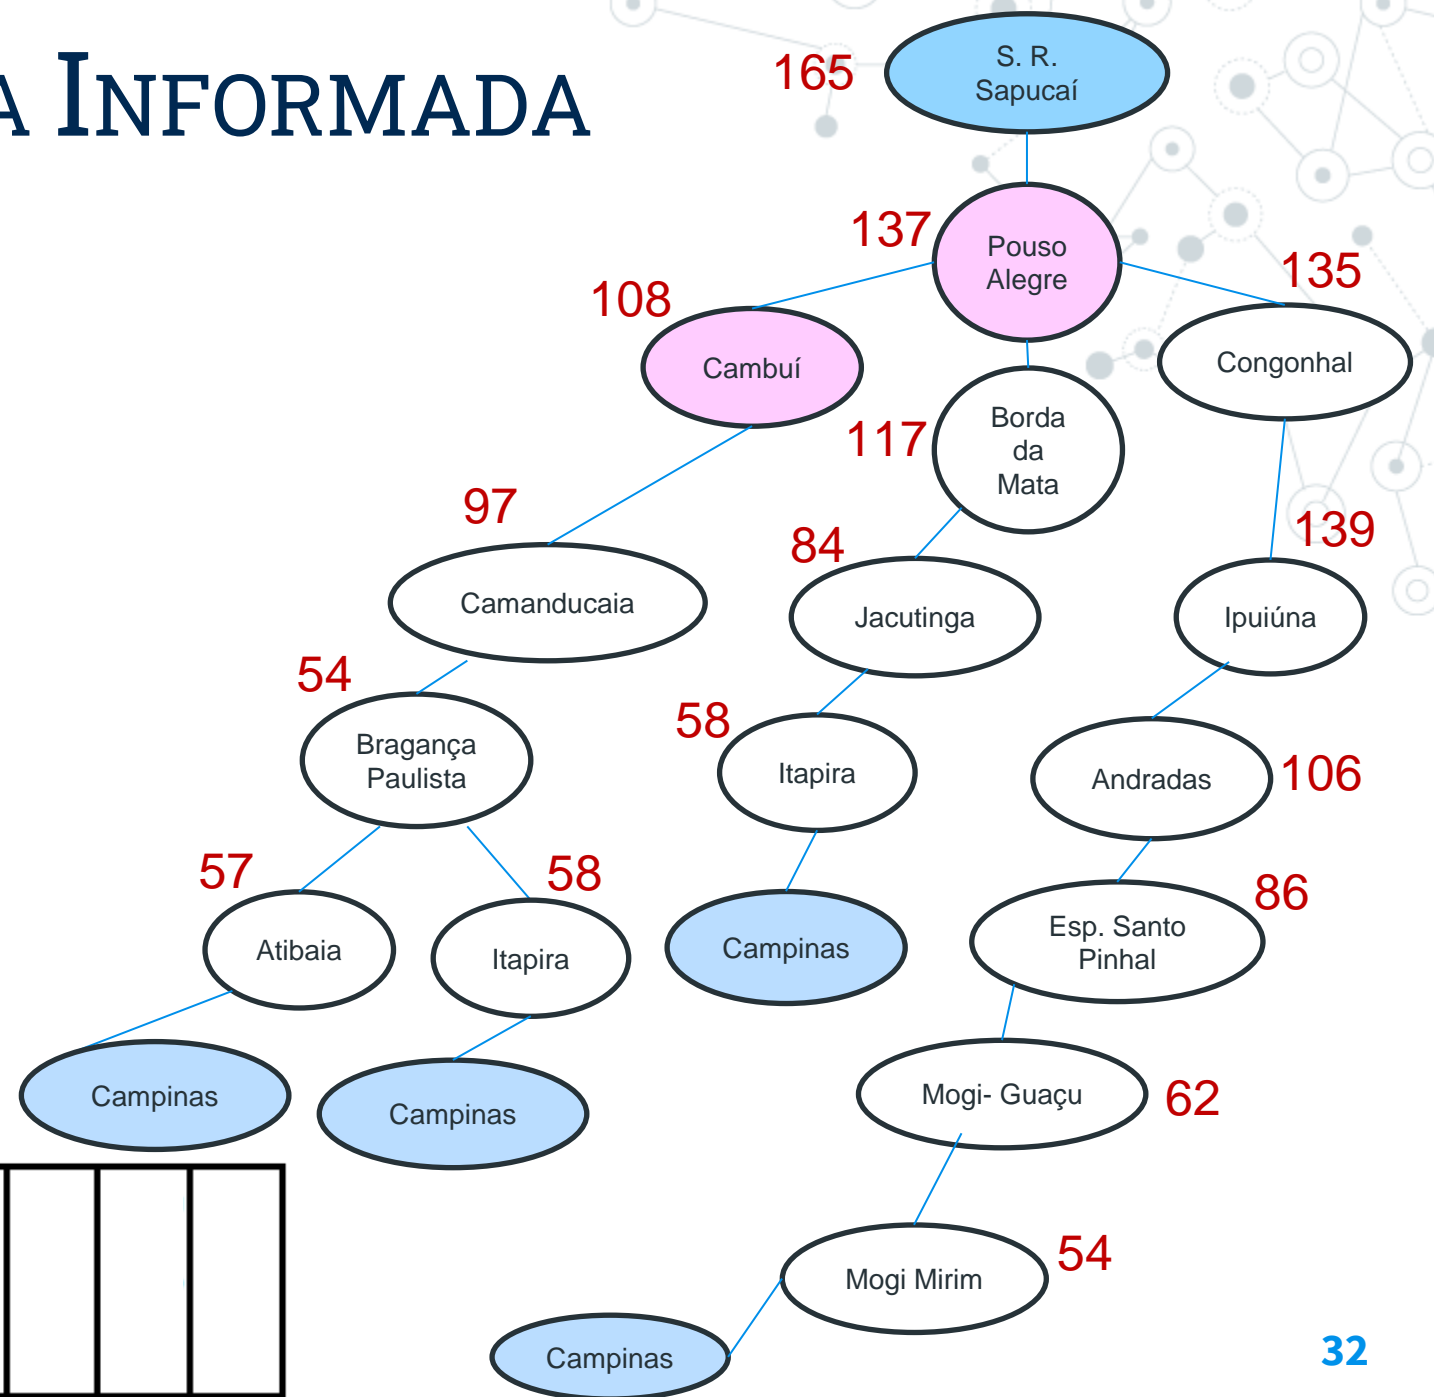 A INFORMADA
165
S. R.
Sapucaí
137
Pouso
Alegre
135
108
Cambuí
Congonhal
117
Borda
da
Mata
97
84
139
Camanducaia
Jacutinga
Ipuiúna
54
58
Bragança
Paulista
Itapira
Andradas
106
57
58
86
Atibaia
Itapira
Campinas
Esp. Santo
Pinhal
Campinas
Campinas
Mogi- Guaçu
62
Mogi Mirim
54
Campinas
32